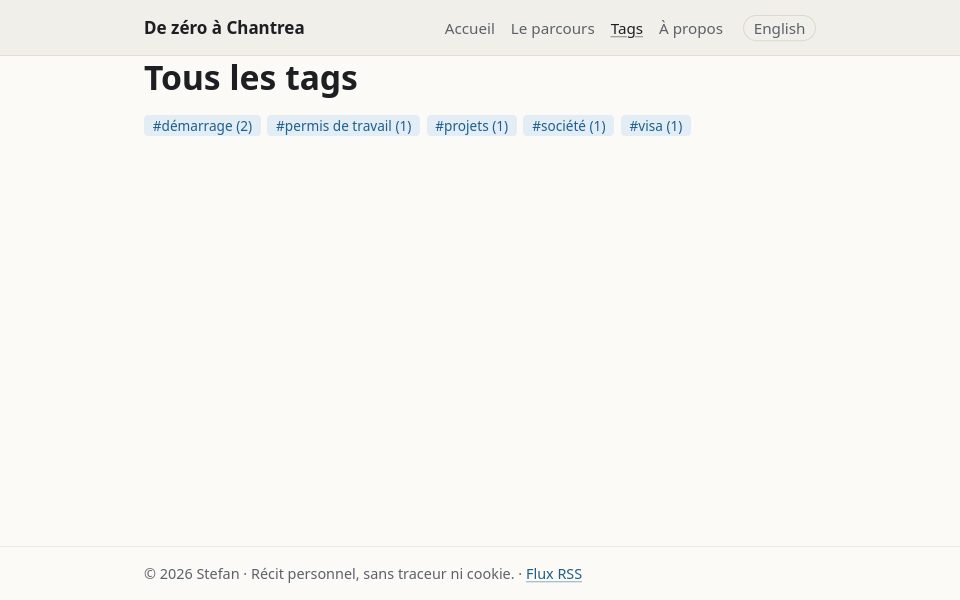 De zéro à Chantrea
Accueil Le parcours Tags À propos English
Tous les tags
#démarrage (2) #permis de travail (1) #projets (1) #société (1) #visa (1)
© 2026 Stefan · Récit personnel, sans traceur ni cookie. · Flux RSS